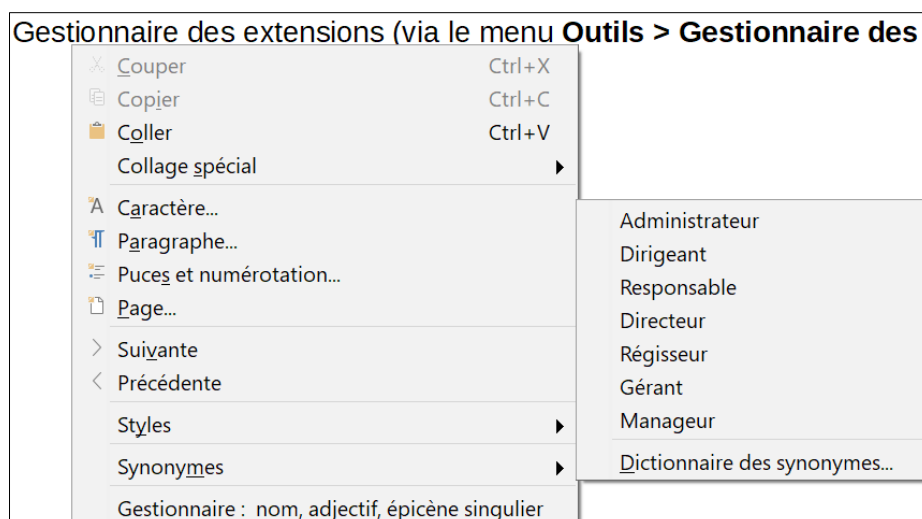 Gestionnaire des extensions (via le menu Outils > Gestionnaire des
Couper Ctrl+X
Copier Ctrl+C
Coller Ctrl+V
Collage spécial
Caractère...
Paragraphe...
Puces et numérotation...
Page...
Suivante
Précédente
Styles
Synonymes
Gestionnaire : nom, adjectif, épicène singulier
Administrateur
Dirigeant
Responsable
Directeur
Régisseur
Gérant
Manageur
Dictionnaire des synonymes...